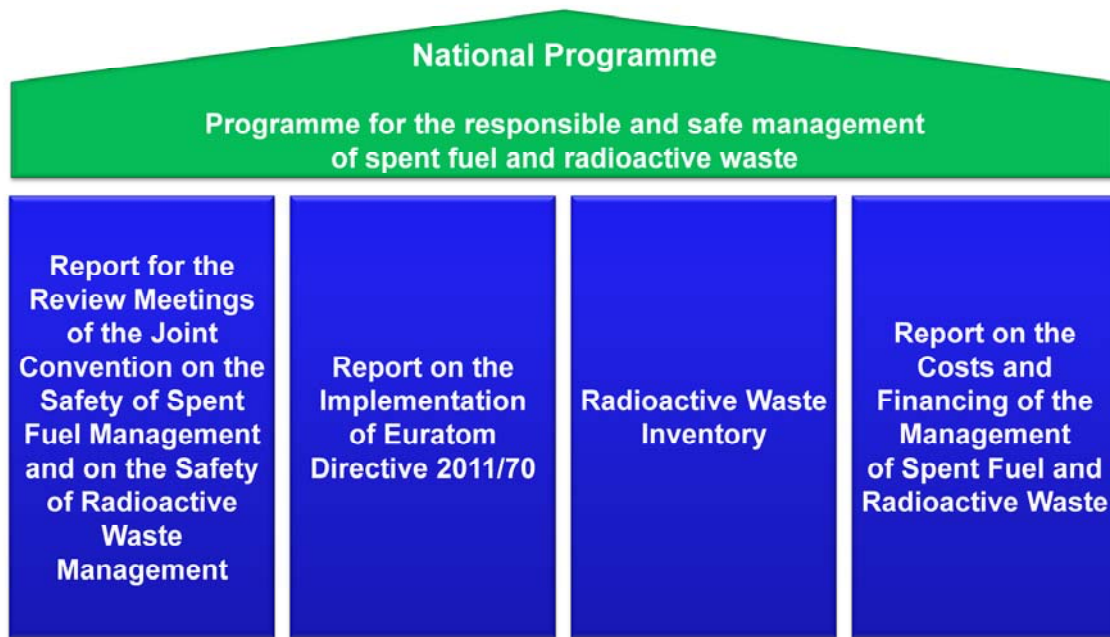 National Programme
Programme for the responsible and safe management
of spent fuel and radioactive waste
Report for the
Review Meetings
of the Joint
Convention on the
Safety of Spent
Fuel Management
and on the Safety
of Radioactive
Waste
Management
Report on the
Implementation
of Euratom
Directive 2011/70
Radioactive Waste
Inventory
Report on the
Costs and
Financing of the
Management
of Spent Fuel and
Radioactive Waste